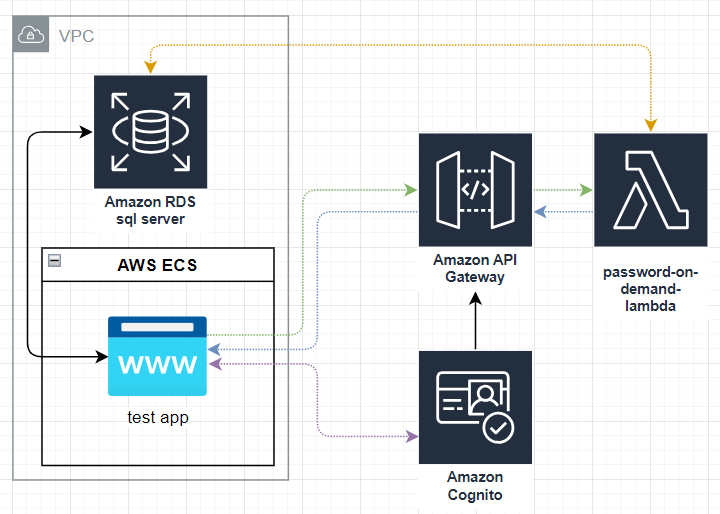 VPC
Amazon RDS
sql server
AWS ECS
WWW
test app
Amazon API
Gateway
password-on-
demand-
lambda
Amazon
Cognito